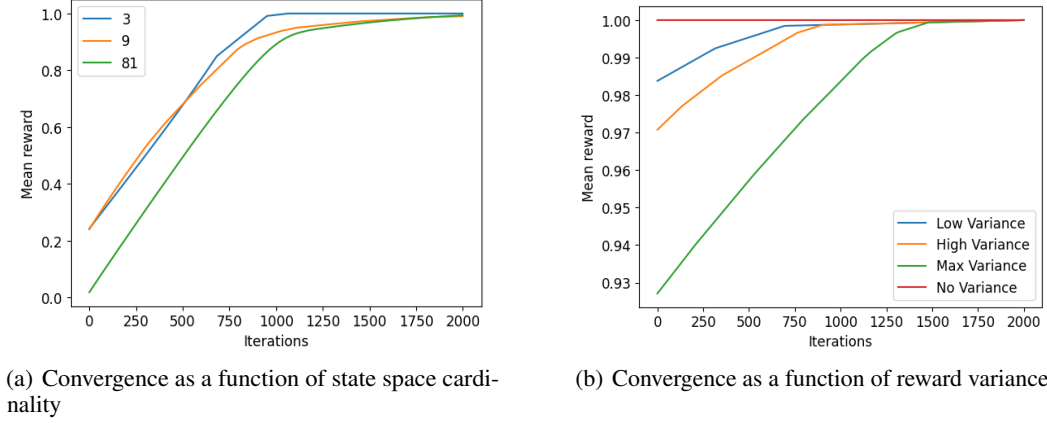 1.0
0.8
0.6
0.4
0.2
0.0
Mean reward
3
9
81
0 250 500 750 1000 1250 1500 1750 2000
Iterations
(a) Convergence as a function of state space cardi-
nality
1.00
0.99
0.98
0.97
0.96
0.95
0.94
0.93
Mean reward
Low Variance
High Variance
Max Variance
No Variance
0 250 500 750 1000 1250 1500 1750 2000
Iterations
(b) Convergence as a function of reward variance